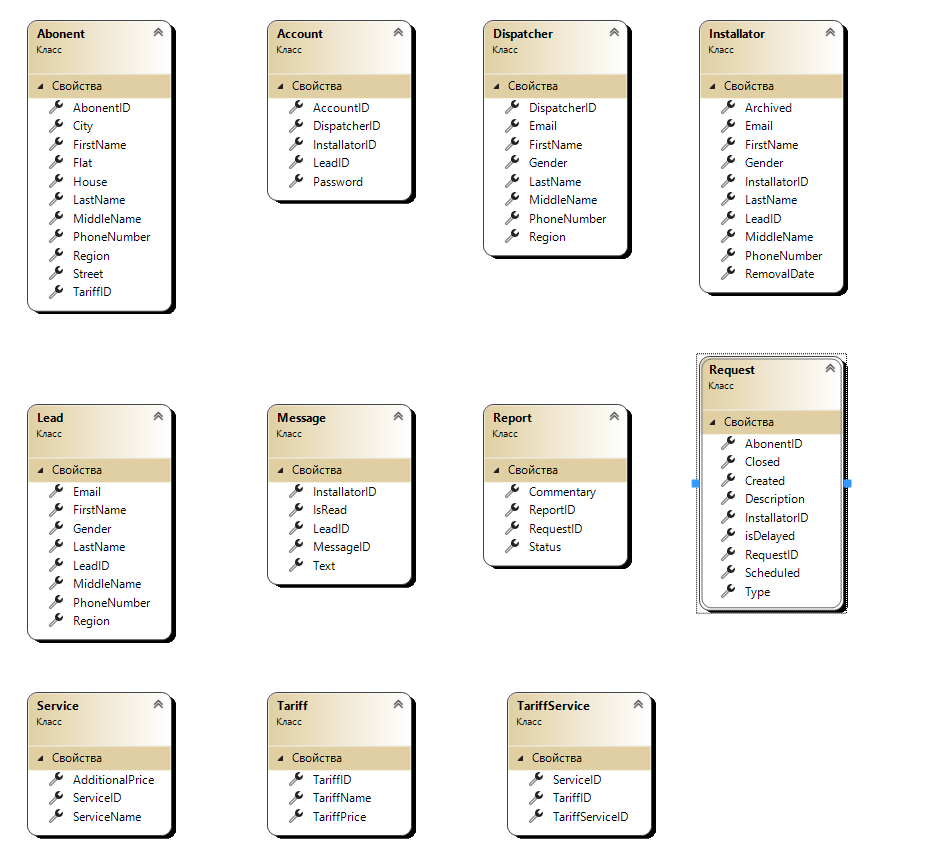 Abonent
Класс
Свойства
AbonentID
City
FirstName
Flat
House
LastName
MiddleName
PhoneNumber
Region
Street
TariffID
Account
Класс
Свойства
AccountID
DispatcherID
InstallatorID
LeadID
Password
Dispatcher
Класс
Свойства
DispatcherID
Email
FirstName
Gender
LastName
MiddleName
PhoneNumber
Region
Installator
Класс
Свойства
Archived
Email
FirstName
Gender
InstallatorID
LastName
LeadID
MiddleName
PhoneNumber
RemovalDate
Lead
Класс
Свойства
Email
FirstName
Gender
LastName
LeadID
MiddleName
PhoneNumber
Region
Message
Класс
Свойства
InstallatorID
IsRead
LeadID
MessageID
Text
Report
Класс
Свойства
Commentary
ReportID
RequestID
Status
Request
Класс
Свойства
AbonentID
Closed
Created
Description
InstallatorID
isDelayed
RequestID
Scheduled
Type
Service
Класс
Свойства
AdditionalPrice
ServiceID
ServiceName
Tariff
Класс
Свойства
TariffID
TariffName
TariffPrice
TariffService
Класс
Свойства
ServiceID
TariffID
TariffServiceID